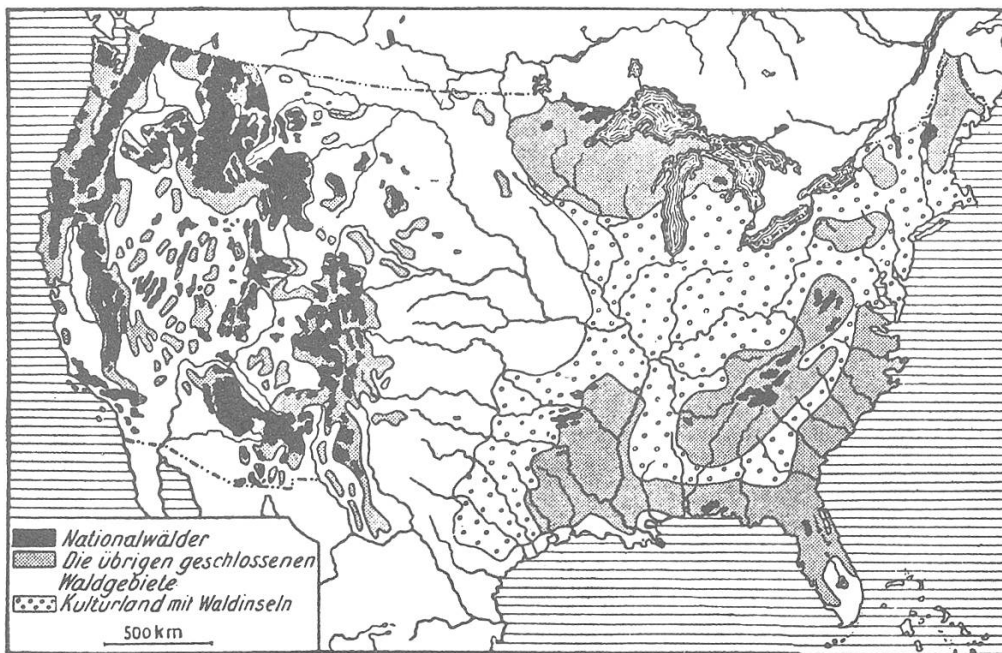 Nationalwälder
Die übrigen geschlossenen
Waldgebiete
Kulturland mit Waldinseln
500 km